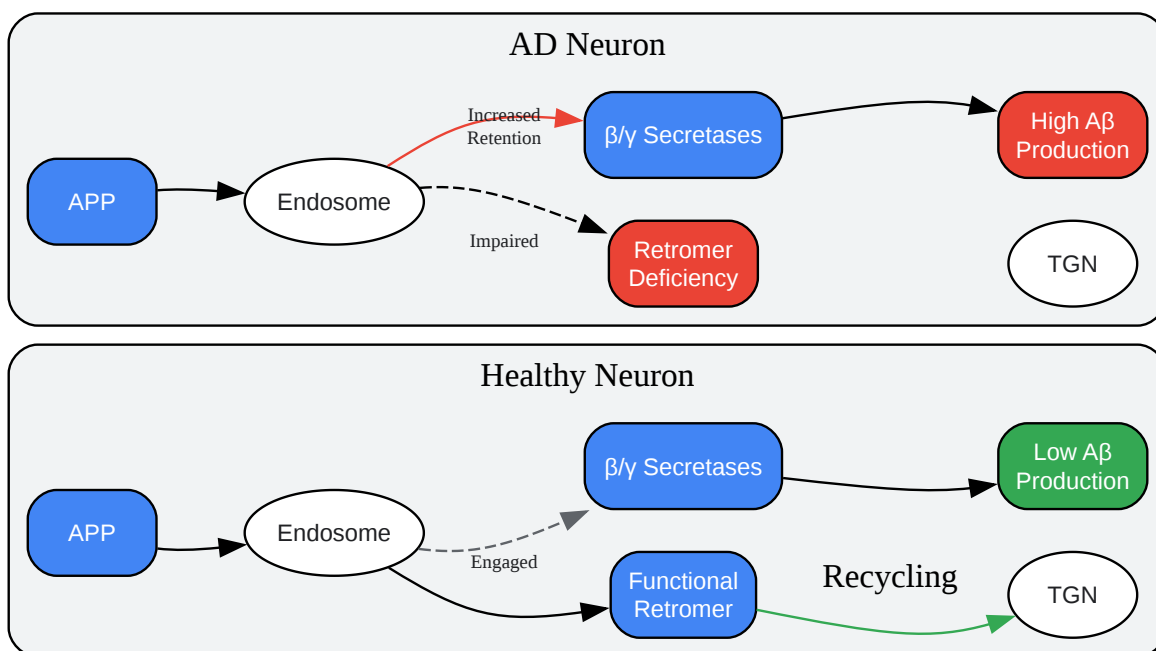 AD Neuron
Increased
Retention
β/γ Secretases
High Aβ
Production
APP
Endosome
Impaired
Retromer
Deficiency
TGN
Healthy Neuron
β/γ Secretases
Low Aβ
Production
APP
Endosome
Engaged
Functional
Retromer
Recycling
TGN